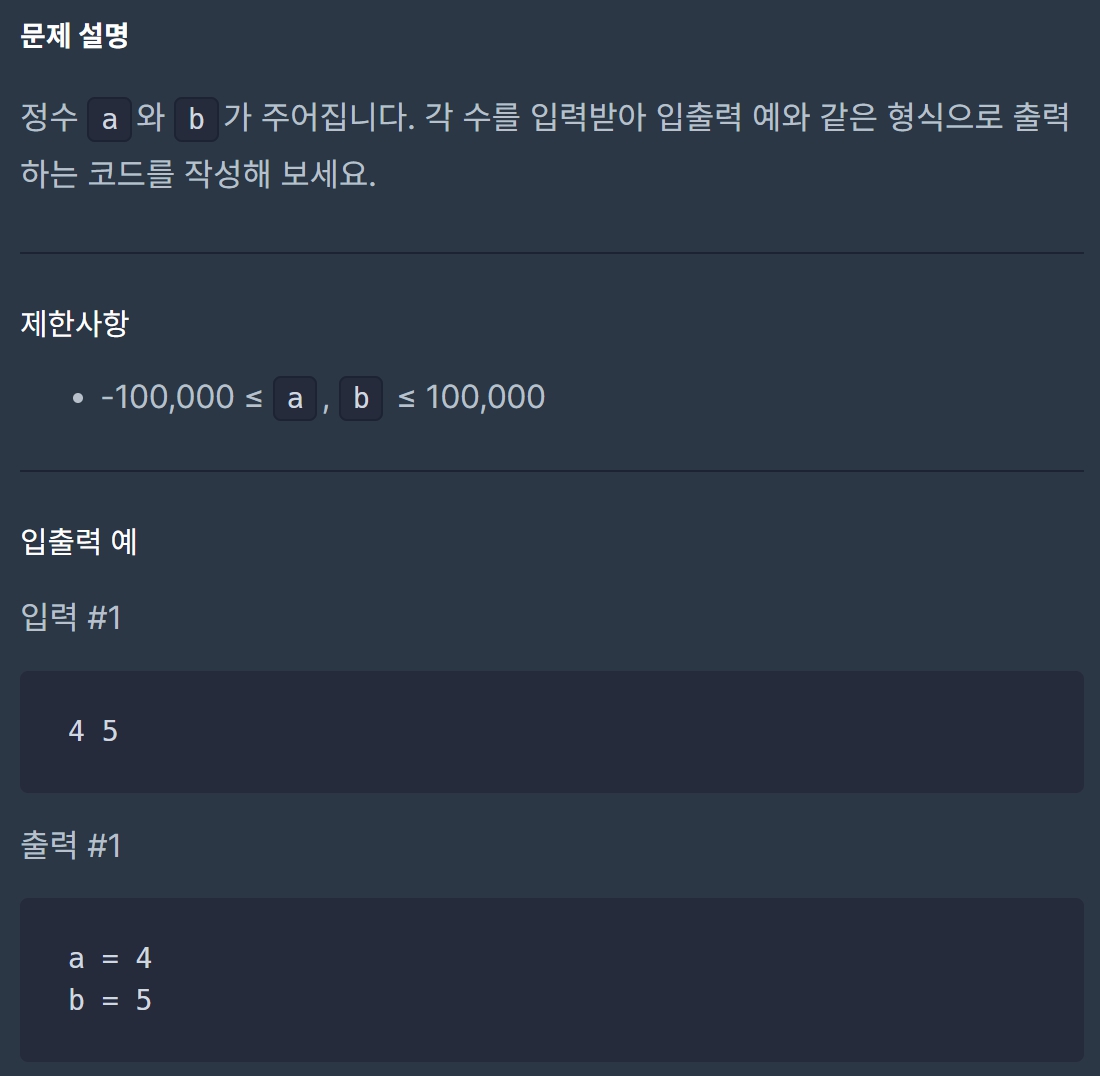 문제 설명
정수 a 와 b 가 주어집니다. 각 수를 입력받아 입출력 예와 같은 형식으로 출력
하는 코드를 작성해 보세요.
제한사항
• -100,000 ≤ a , b ≤ 100,000
입출력 예
입력 #1
4 5
출력 #1
a = 4
b = 5